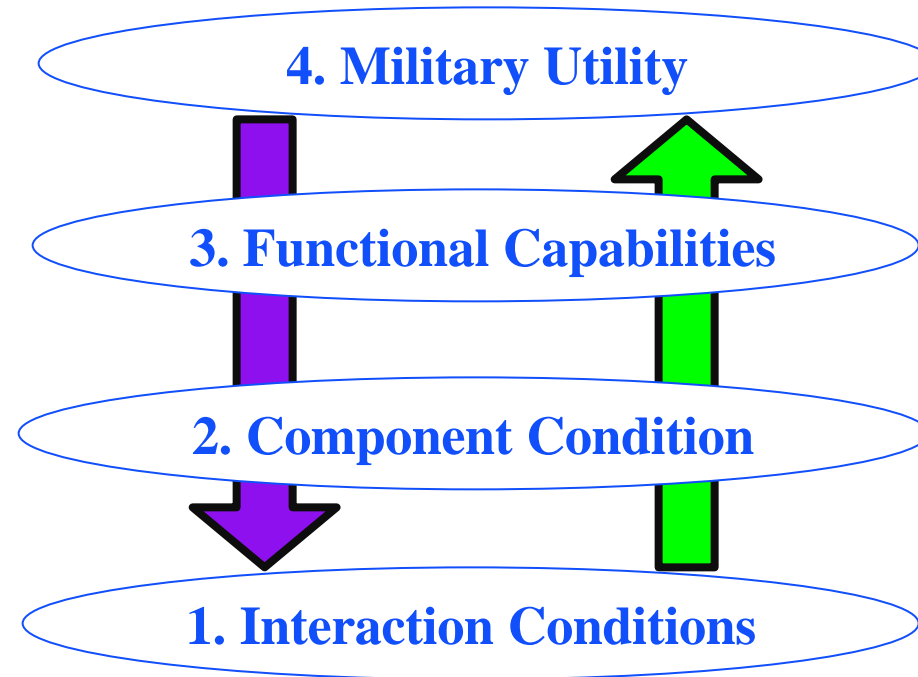 4. Military Utility
3. Functional Capabilities
2. Component Condition
1. Interaction Conditions